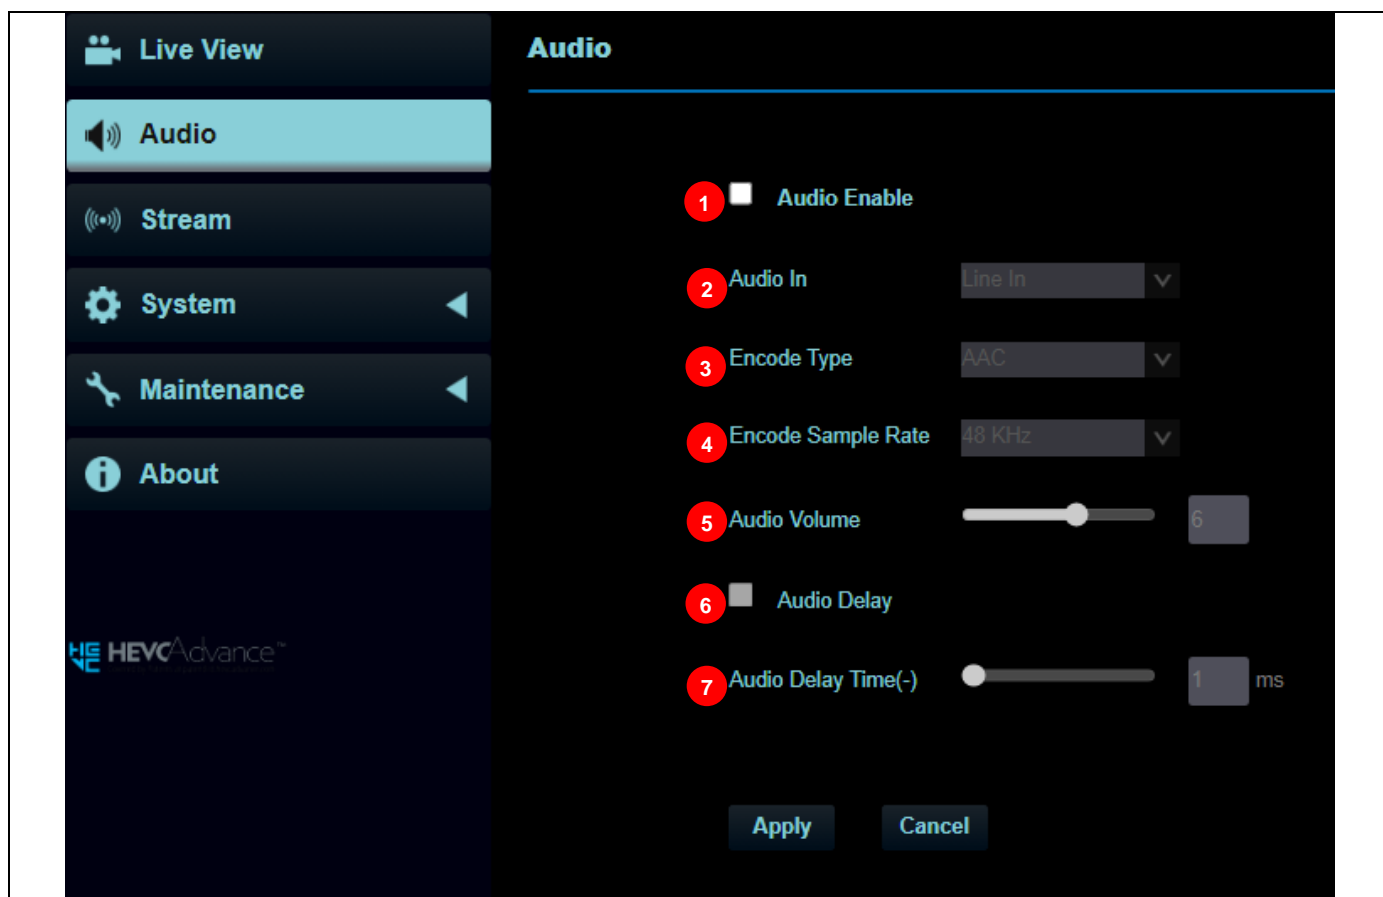 Live View
Audio
Stream
System
Maintenance
About
HEVCAdvance™
Audio
1 Audio Enable
2 Audio In Line In
3 Encode Type AAC
4 Encode Sample Rate 48 KHz
5 Audio Volume 6
6 Audio Delay
7 Audio Delay Time(-) 1 ms
Apply Cancel